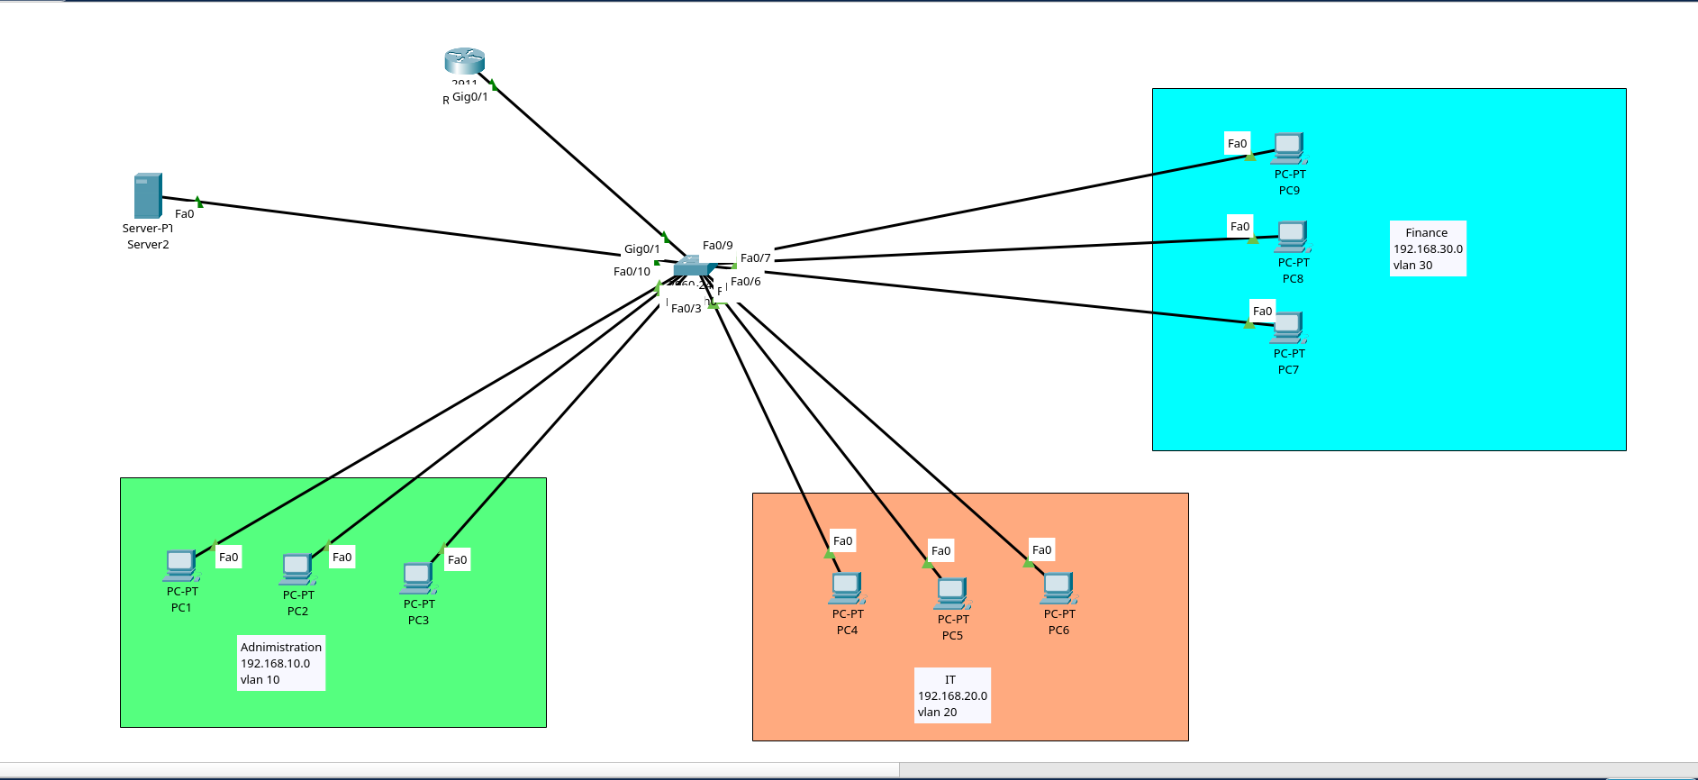 2911
R
Gig0/1
Fa0
Server-PT
Server2
Gig0/1
Fa0/10
Fa0/9
Fa0/7
Fa0/6
F
Fa0/3
Fa0
PC-PT
PC9
Fa0
PC-PT
PC8
Fa0
PC-PT
PC7
Finance
192.168.30.0
vlan 30
Fa0
PC-PT
PC1
Fa0
PC-PT
PC2
Fa0
PC-PT
PC3
Adnimistration
192.168.10.0
vlan 10
Fa0
PC-PT
PC4
Fa0
PC-PT
PC5
Fa0
PC-PT
PC6
IT
192.168.20.0
vlan 20